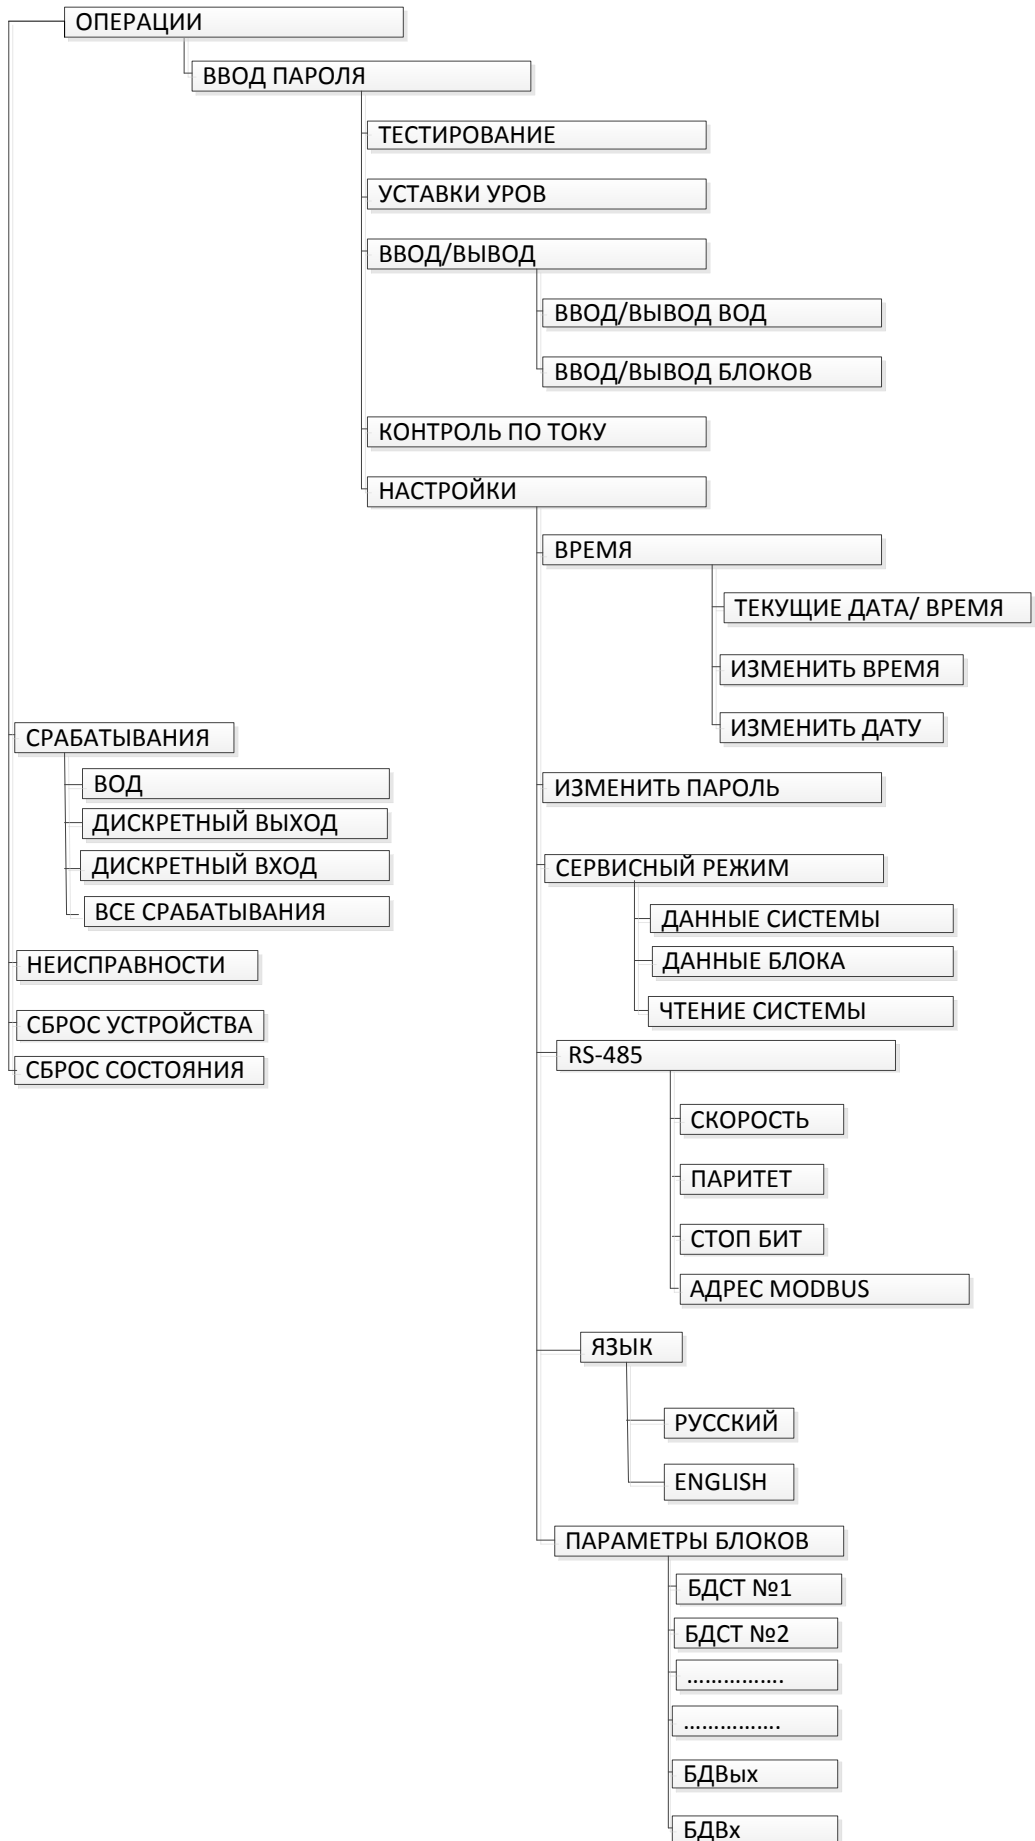 ОПЕРАЦИИ
ВВОД ПАРОЛЯ
ТЕСТИРОВАНИЕ
УСТАВКИ УРОВ
ВВОД/ВЫВОД
ВВОД/ВЫВОД ВОД
ВВОД/ВЫВОД БЛОКОВ
КОНТРОЛЬ ПО ТОКУ
НАСТРОЙКИ
ВРЕМЯ
ТЕКУЩИЕ ДАТА/ ВРЕМЯ
ИЗМЕНИТЬ ВРЕМЯ
ИЗМЕНИТЬ ДАТУ
СРАБАТЫВАНИЯ
ВОД
ДИСКРЕТНЫЙ ВЫХОД
ДИСКРЕТНЫЙ ВХОД
ВСЕ СРАБАТЫВАНИЯ
НЕИСПРАВНОСТИ
СБРОС УСТРОЙСТВА
СБРОС СОСТОЯНИЯ
ИЗМЕНИТЬ ПАРОЛЬ
СЕРВИСНЫЙ РЕЖИМ
ДАННЫЕ СИСТЕМЫ
ДАННЫЕ БЛОКА
ЧТЕНИЕ СИСТЕМЫ
RS-485
СКОРОСТЬ
ПАРИТЕТ
СТОП БИТ
АДРЕС MODBUS
ЯЗЫК
РУССКИЙ
ENGLISH
ПАРАМЕТРЫ БЛОКОВ
БДСТ №1
БДСТ №2
...............
...............
БДВых
БДВх